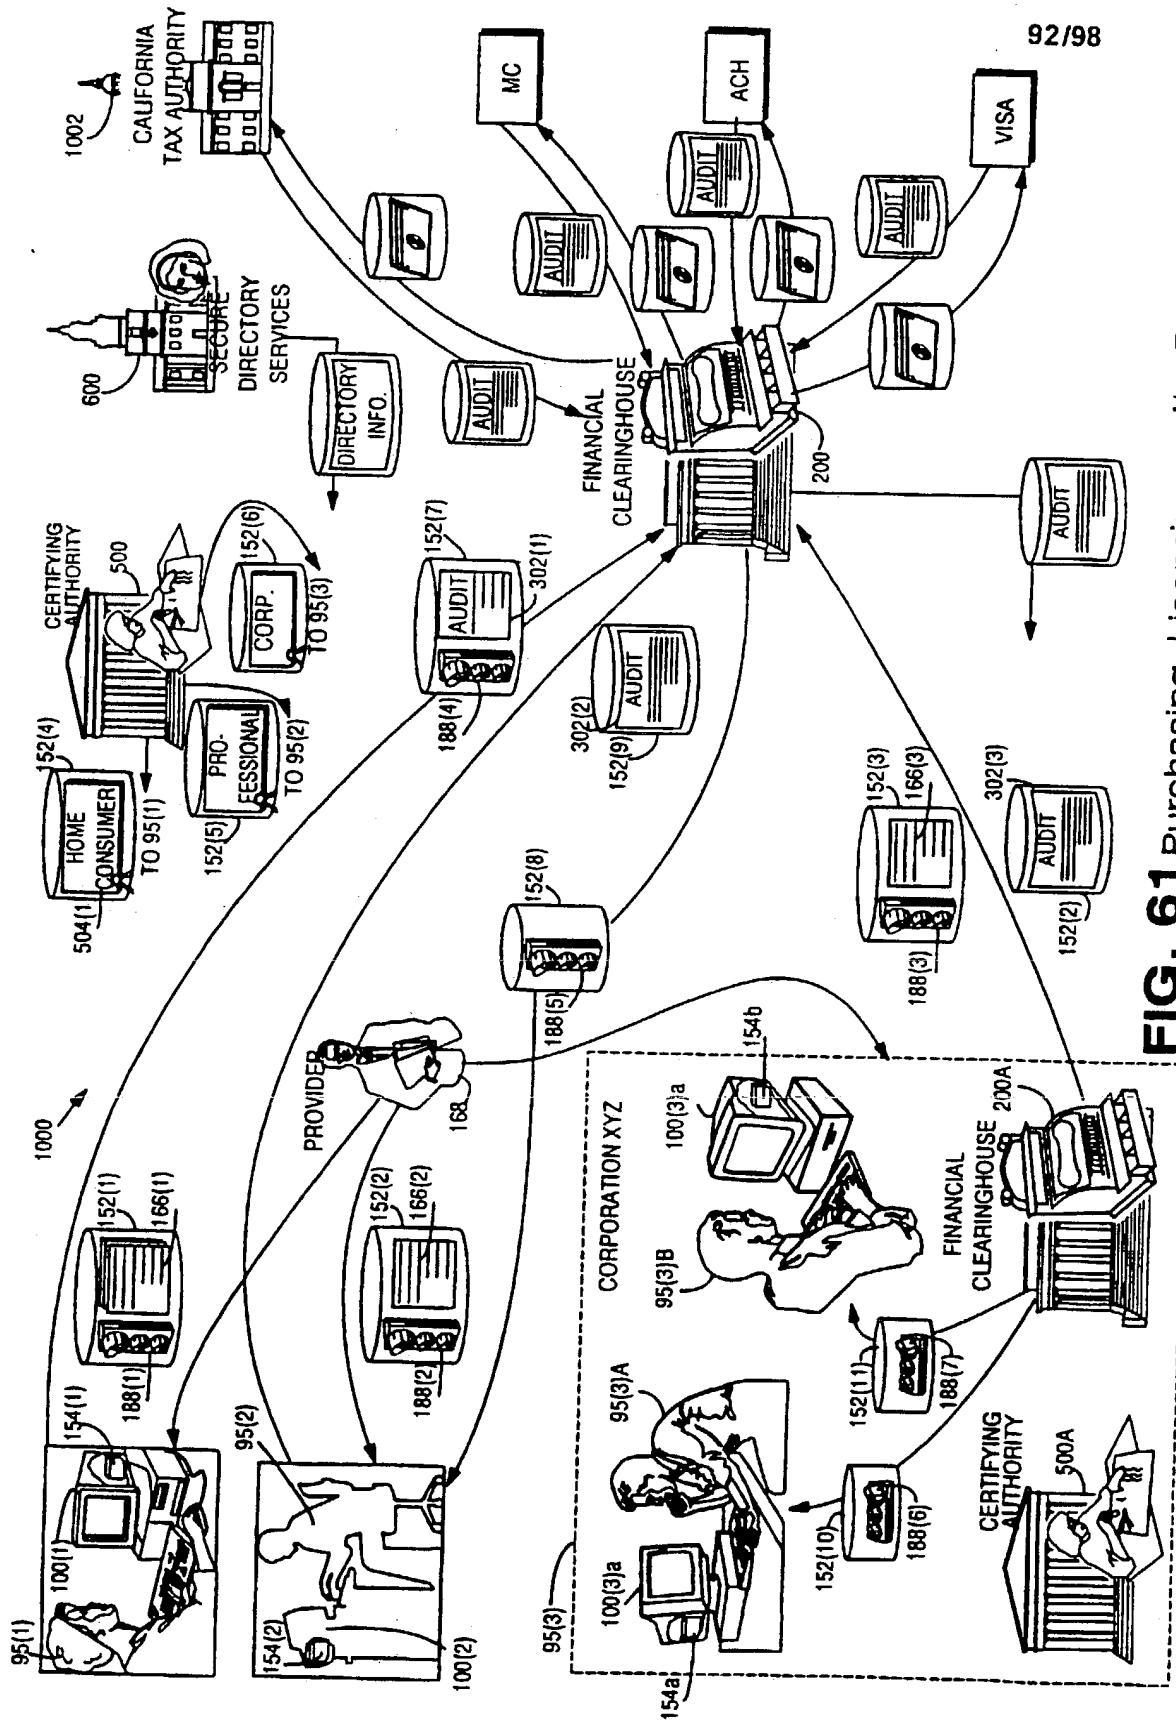 92/98
1000
95(1)
100(1)
154(1)
188(1)
152(1)
166(1)
504(1)
HOME
CONSUMER
152(4)
TO 95(1)
PRO-
FESSIONAL
152(5)
TO 95(2)
CERTIFYING
AUTHORITY
500
CORP.
152(6)
TO 95(3)
600
SECURE
DIRECTORY
SERVICES
DIRECTORY
INFO.
1002
CALIFORNIA
TAX AUTHORITY
95(2)
154(2)
100(2)
188(2)
152(2)
166(2)
PROVIDER
168
188(4)
AUDIT
152(7)
302(1)
AUDIT
FINANCIAL
CLEARINGHOUSE
200
AUDIT
MC
AUDIT
ACH
AUDIT
VISA
188(5)
152(8)
302(2)
152(9)
AUDIT
AUDIT
95(3)
CORPORATION XYZ
154a
100(3)a
95(3)A
95(3)B
100(3)a
154b
152(10)
188(6)
152(11)
188(7)
CERTIFYING
AUTHORITY
500A
FINANCIAL
CLEARINGHOUSE
200A
188(3)
152(3)
166(3)
152(2)
AUDIT
302(3)
FIG. 61